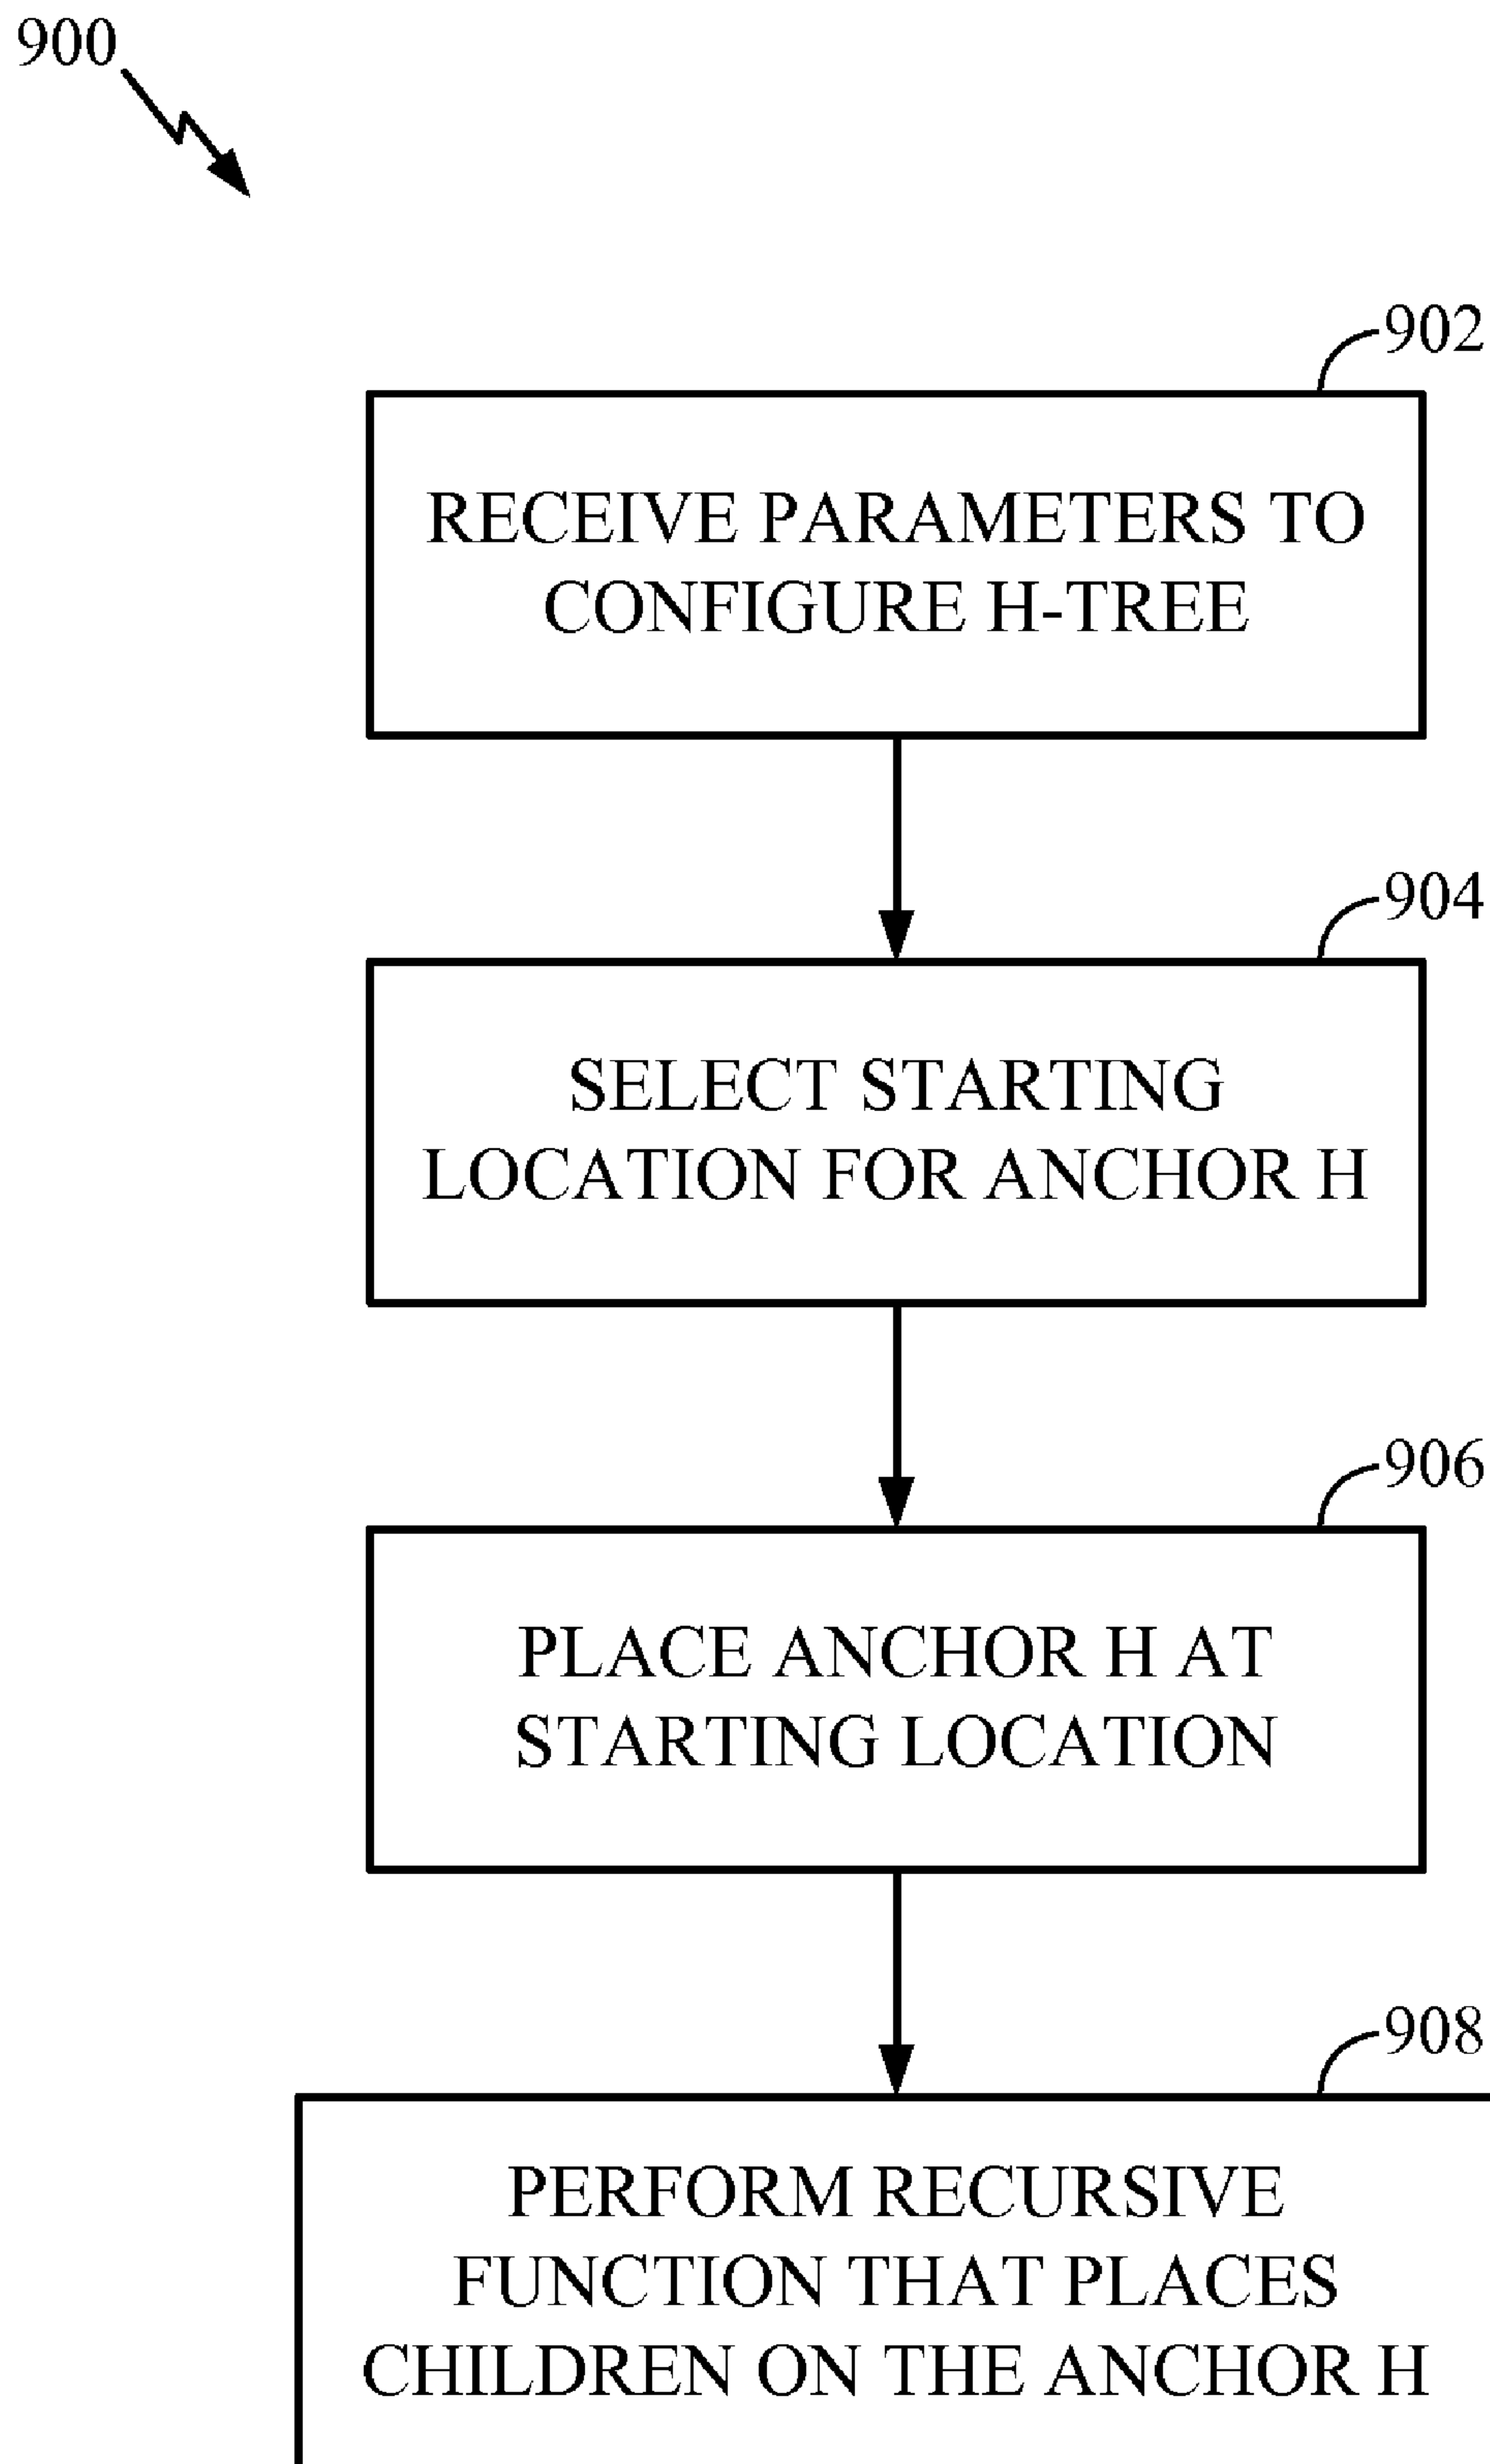 900
902
RECEIVE PARAMETERS TO
CONFIGURE H-TREE
904
SELECT STARTING
LOCATION FOR ANCHOR H
906
PLACE ANCHOR H AT
STARTING LOCATION
908
PERFORM RECURSIVE
FUNCTION THAT PLACES
CHILDREN ON THE ANCHOR H